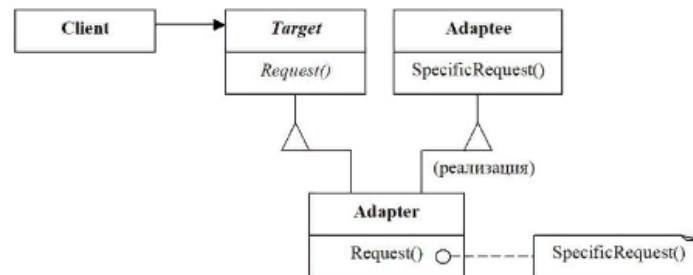 Client
Target
Adaptee
Request()
SpecificRequest()
(реализация)
Adapter
Request()
SpecificRequest()